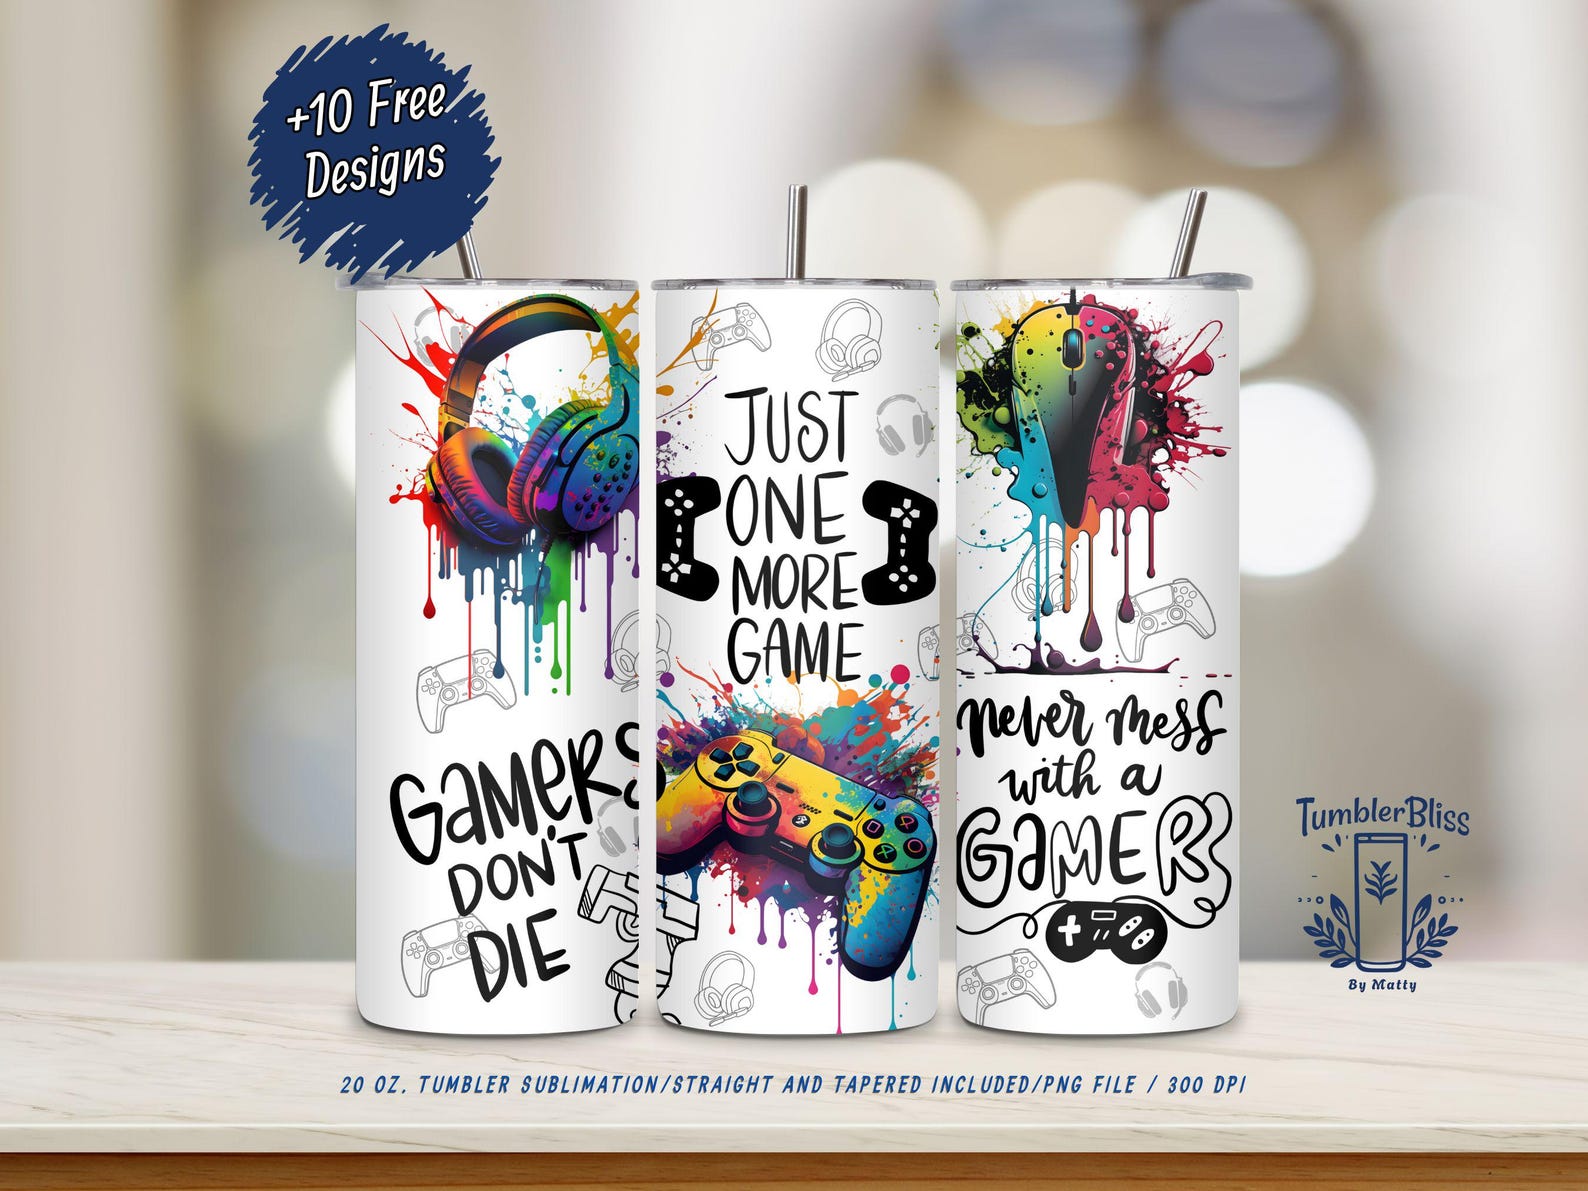 +10 Free
Designs
GAMERS
DON'T
DIE
JUST
ONE
MORE
GAME
never mess
with a
GAMER
TumblerBliss
By Matty
20 OZ. TUMBLER SUBLIMATION/STRAIGHT AND TAPERED INCLUDED/PNG FILE / 300 DPI